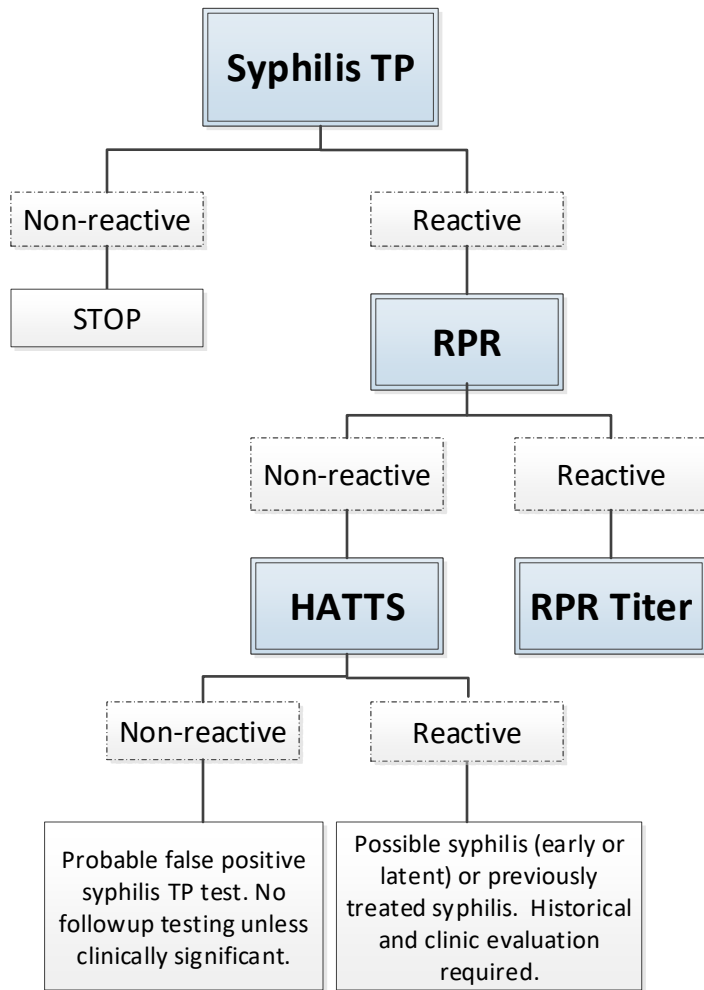 Syphilis TP
Non-reactive
Reactive
STOP
RPR
Non-reactive
Reactive
HATTS
RPR Titer
Non-reactive
Reactive
Probable false positive
syphilis TP test. No
followup testing unless
clinically significant.
Possible syphilis (early or
latent) or previously
treated syphilis. Historical
and clinic evaluation
required.